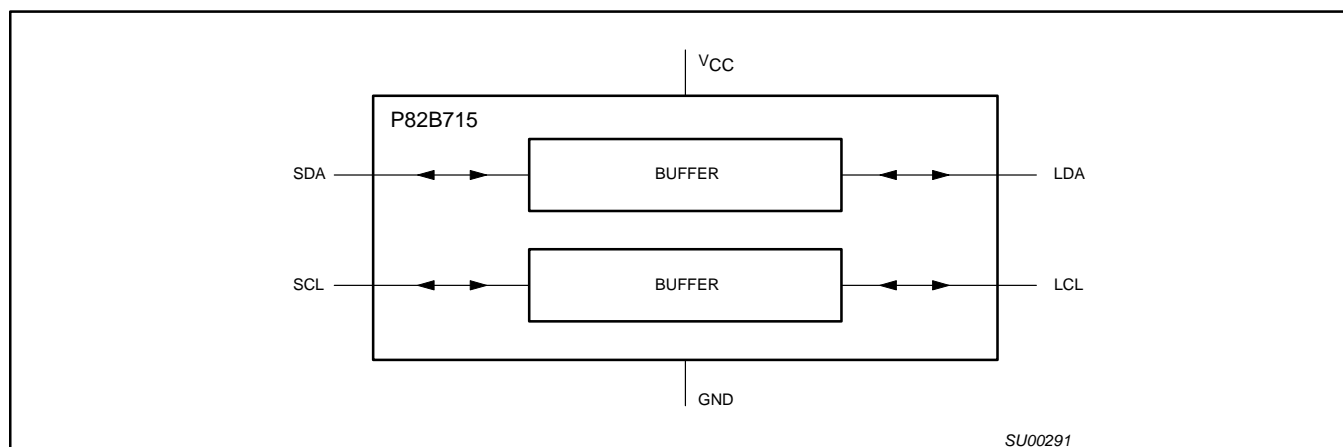 VCC
P82B715
SDA
BUFFER
LDA
SCL
BUFFER
LCL
GND
SU00291